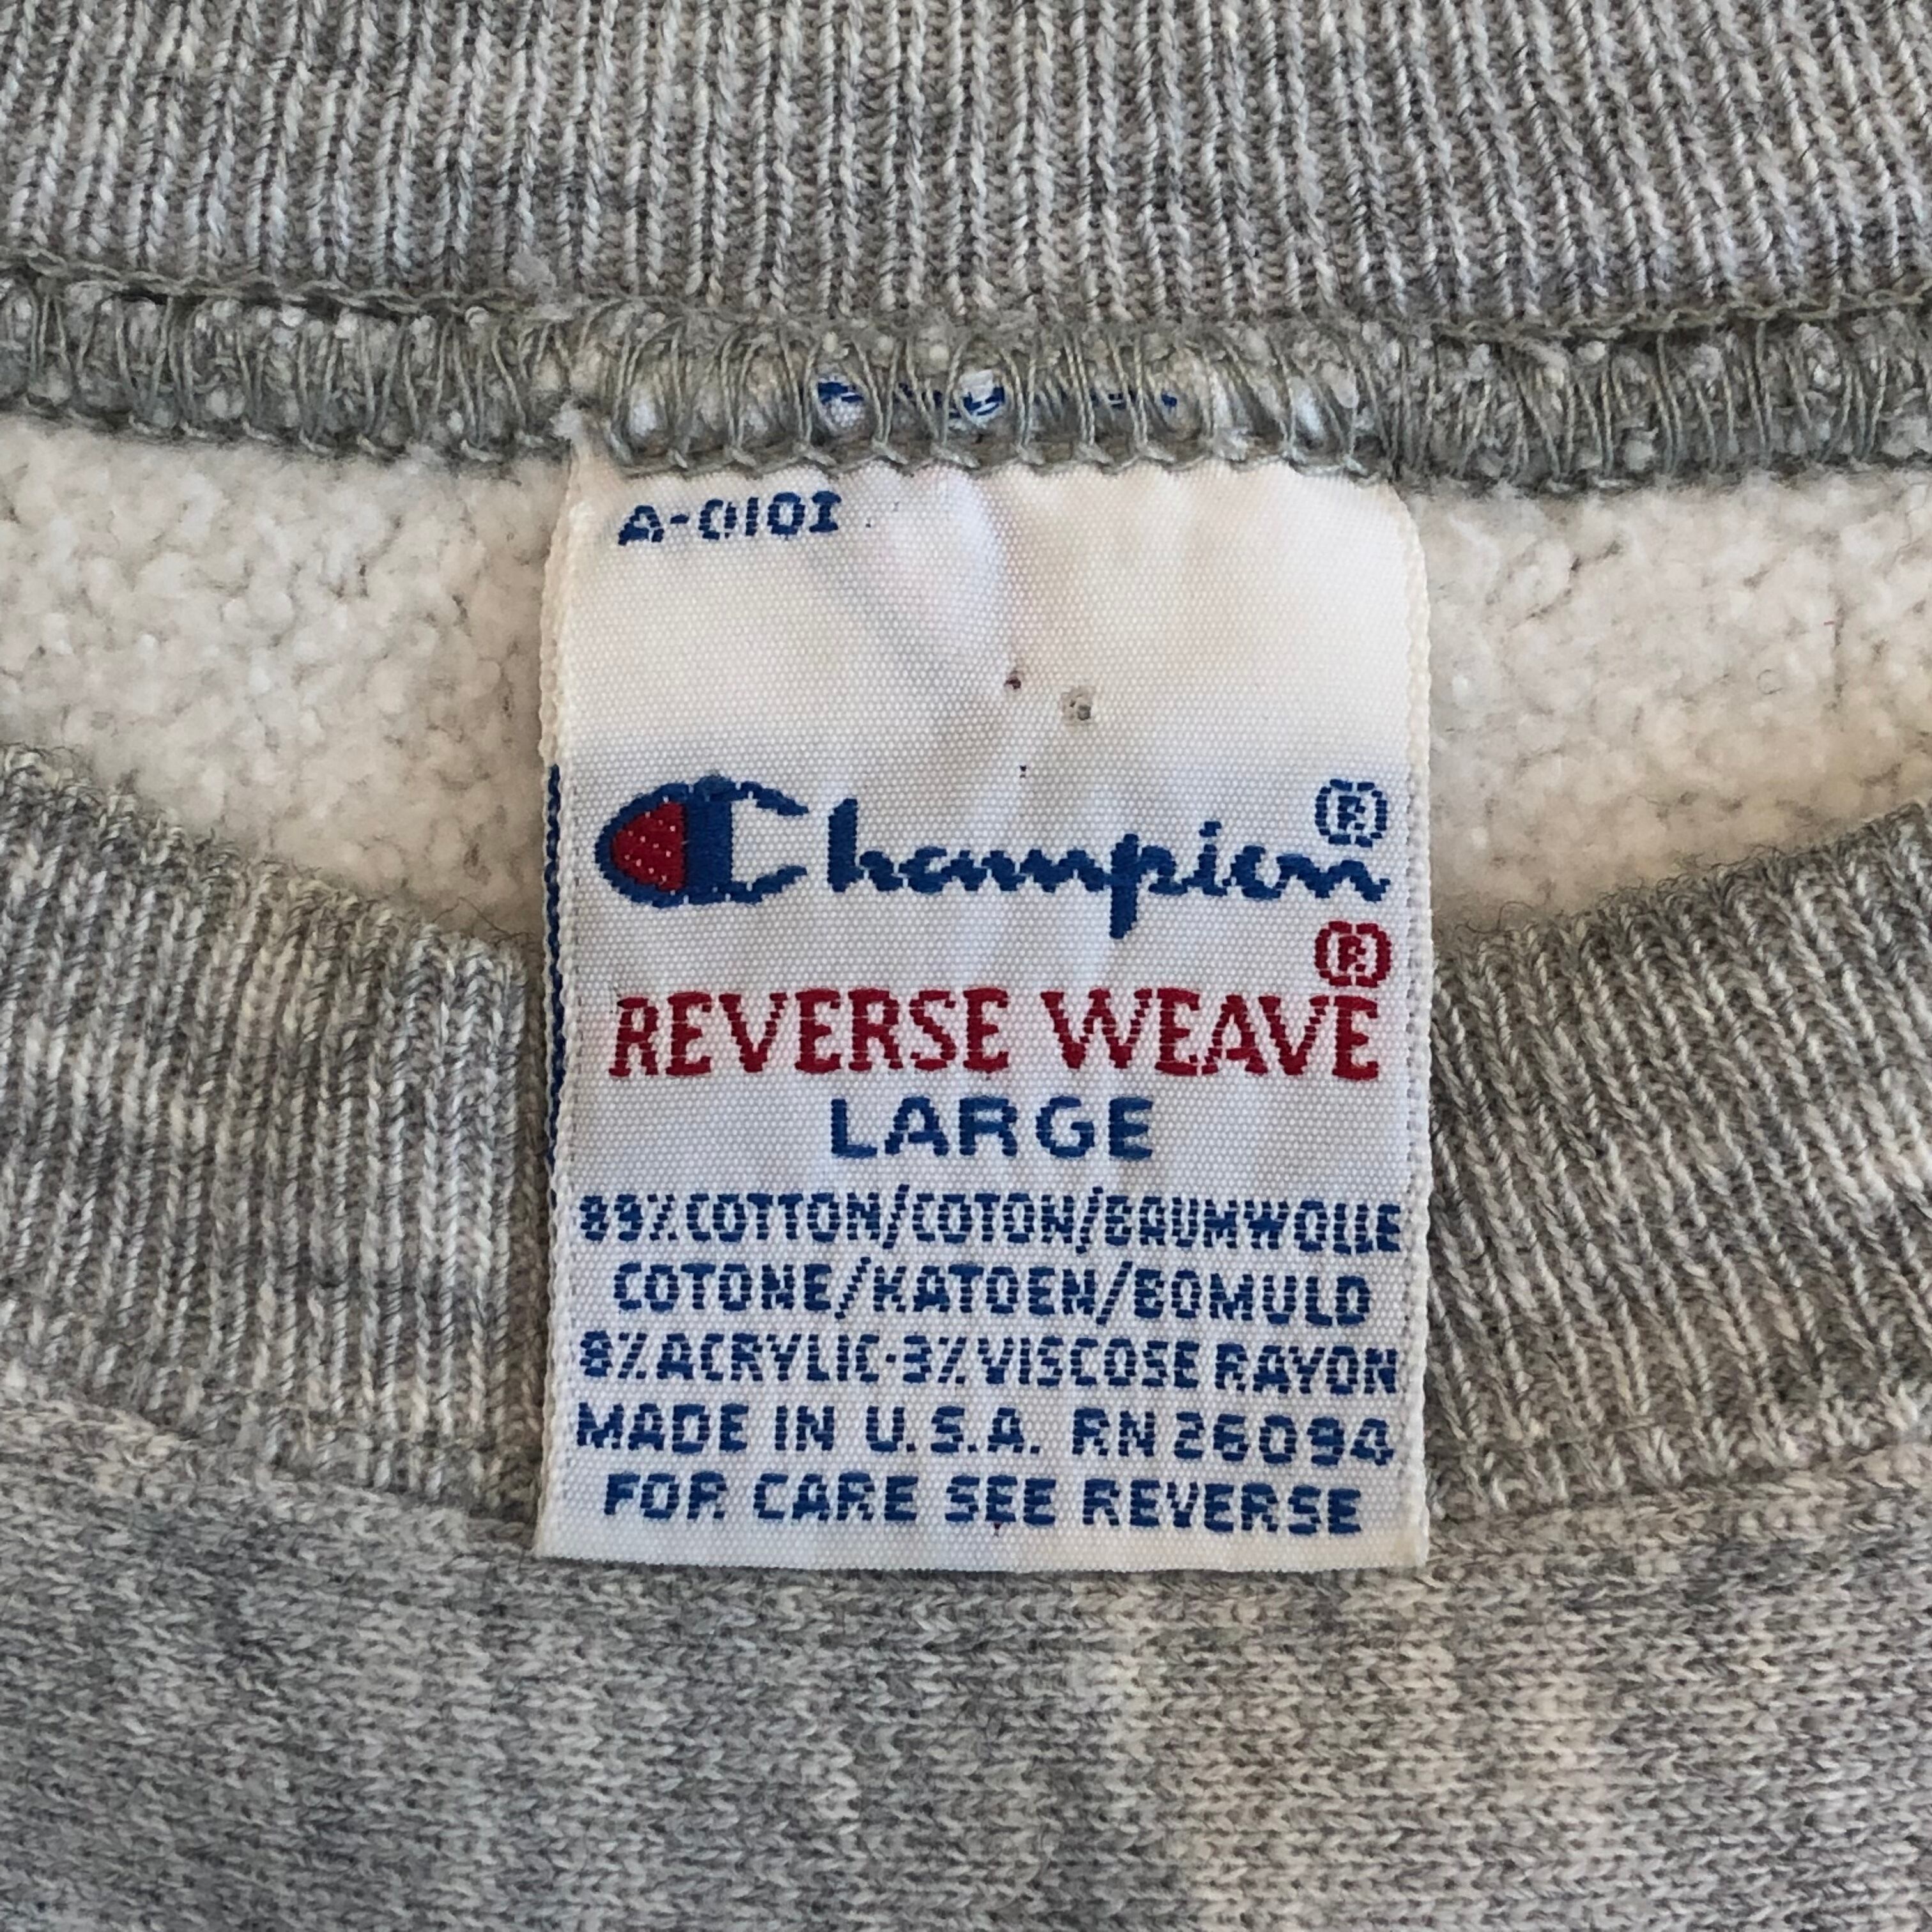 A-0101
Champion®
REVERSE WEAVE®
LARGE
89% COTTON/COTON/BAUMWOLLE
COTONE/KATOEN/BOMULD
8% ACRYLIC-3% VISCOSE RAYON
MADE IN U.S.A. RN 26094
FOR CARE SEE REVERSE